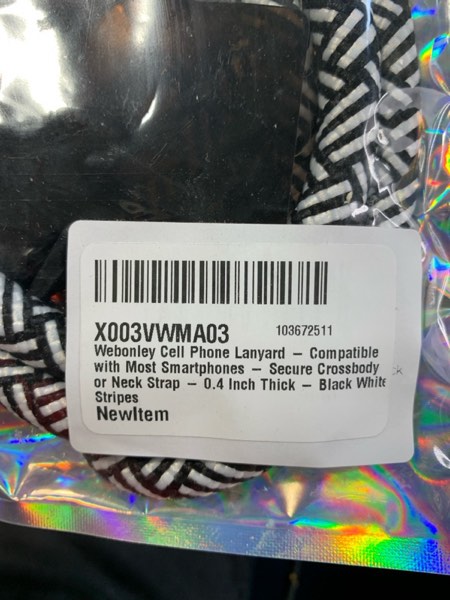 X003VWMA03 103672511
Webonley Cell Phone Lanyard – Compatible
with Most Smartphones – Secure Crossbody
or Neck Strap – 0.4 Inch Thick – Black White
Stripes
NewItem